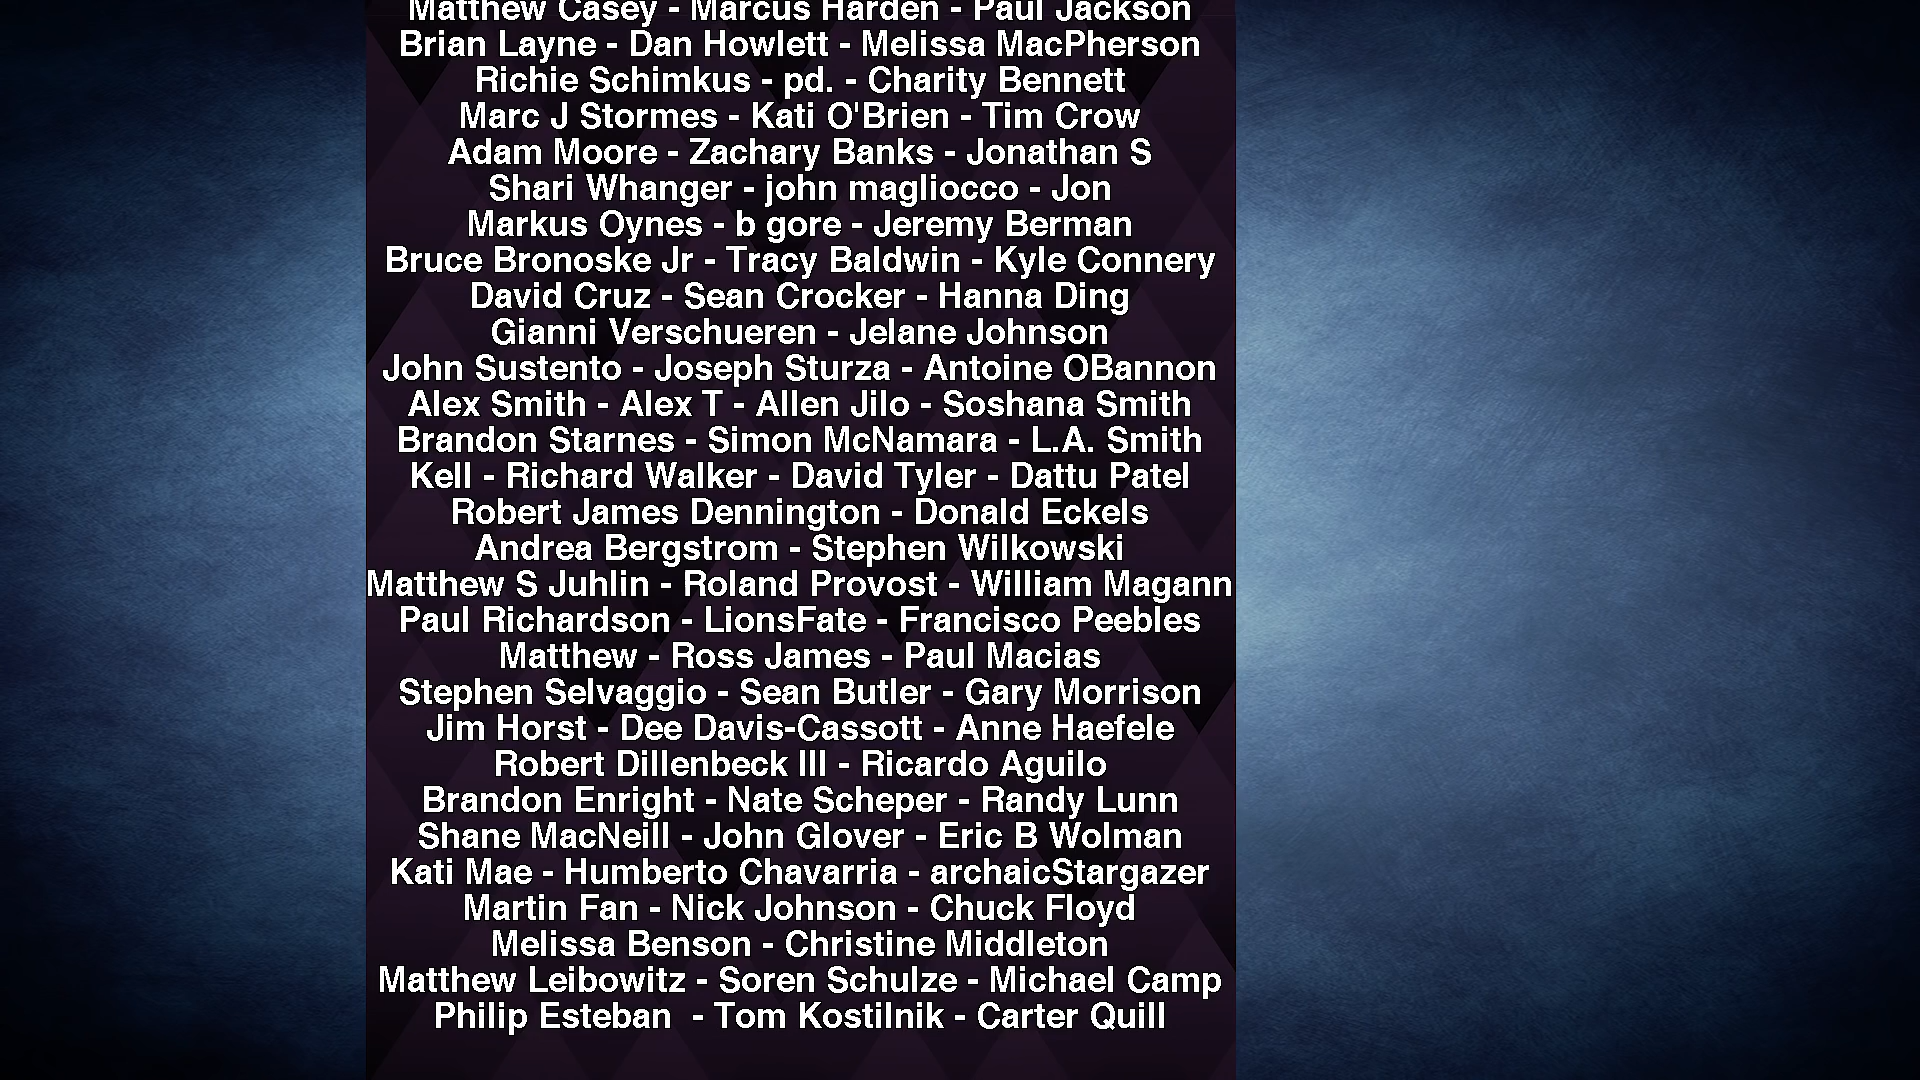 Matthew Casey - Marcus Harden - Paul Jackson
Brian Layne - Dan Howlett - Melissa MacPherson
Richie Schimkus - pd. - Charity Bennett
Marc J Stormes - Kati O'Brien - Tim Crow
Adam Moore - Zachary Banks - Jonathan S
Shari Whanger - john magliocco - Jon
Markus Oynes - b gore - Jeremy Berman
Bruce Bronoske Jr - Tracy Baldwin - Kyle Connery
David Cruz - Sean Crocker - Hanna Ding
Gianni Verschueren - Jelane Johnson
John Sustento - Joseph Sturza - Antoine OBannon
Alex Smith - Alex T - Allen Jilo - Soshana Smith
Brandon Starnes - Simon McNamara - L.A. Smith
Kell - Richard Walker - David Tyler - Dattu Patel
Robert James Dennington - Donald Eckels
Andrea Bergstrom - Stephen Wilkowski
Matthew S Juhlin - Roland Provost - William Magann
Paul Richardson - LionsFate - Francisco Peebles
Matthew - Ross James - Paul Macias
Stephen Selvaggio - Sean Butler - Gary Morrison
Jim Horst - Dee Davis-Cassott - Anne Haefele
Robert Dillenbeck III - Ricardo Aguilo
Brandon Enright - Nate Scheper - Randy Lunn
Shane MacNeill - John Glover - Eric B Wolman
Kati Mae - Humberto Chavarria - archaicStargazer
Martin Fan - Nick Johnson - Chuck Floyd
Melissa Benson - Christine Middleton
Matthew Leibowitz - Soren Schulze - Michael Camp
Philip Esteban  - Tom Kostilnik - Carter Quill